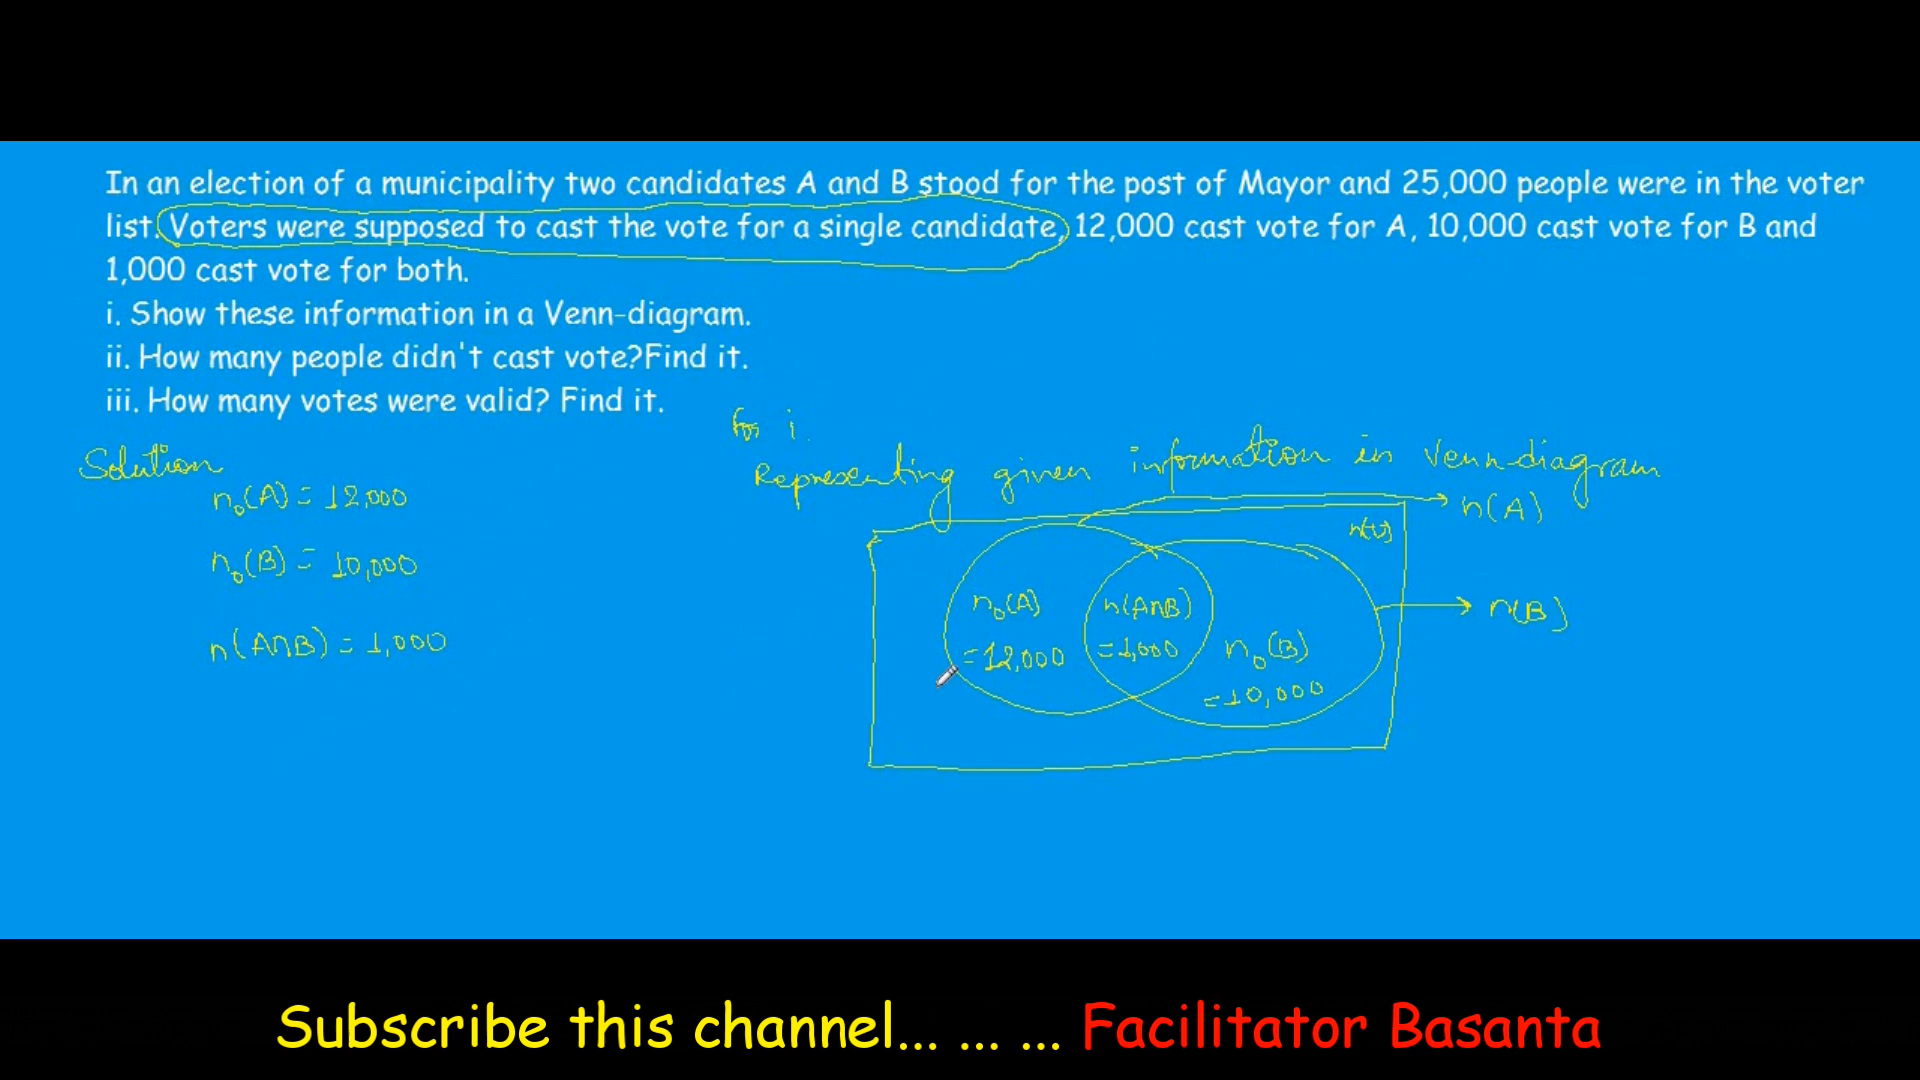 In an election of a municipality two candidates A and B stood for the post of Mayor and 25,000 people were in the voter
list. Voters were supposed to cast the vote for a single candidate, 12,000 cast vote for A, 10,000 cast vote for B and
1,000 cast vote for both.
i. Show these information in a Venn-diagram.
ii. How many people didn't cast vote?Find it.
iii. How many votes were valid? Find it.
for i.
Solution
Representing given information in Venn-diagram
n₀(A) = 12,000
n(A)
n(U)
n₀(B) = 10,000
n₀(A)
= 12,000
n(A∩B)
= 1,000
n₀(B)
= 10,000
n(B)
n(A∩B) = 1,000
Subscribe this channel... ... ... Facilitator Basanta